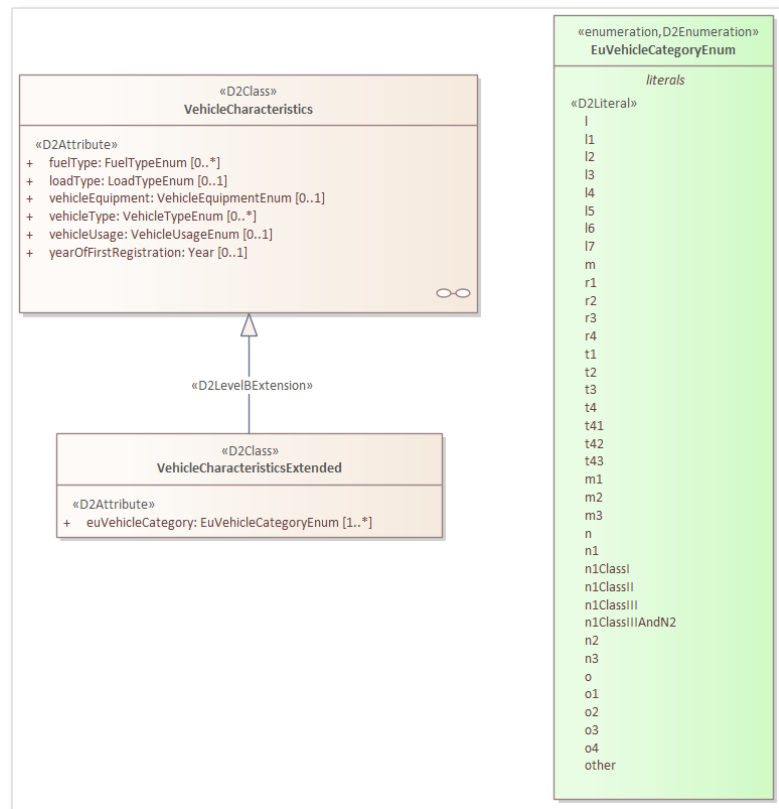 «D2Class»
VehicleCharacteristics
«D2Attribute»
+ fuelType: FuelTypeEnum [0..*]
+ loadType: LoadTypeEnum [0..1]
+ vehicleEquipment: VehicleEquipmentEnum [0..1]
+ vehicleType: VehicleTypeEnum [0..*]
+ vehicleUsage: VehicleUsageEnum [0..1]
+ yearOfFirstRegistration: Year [0..1]
«D2LevelBExtension»
«D2Class»
VehicleCharacteristicsExtended
«D2Attribute»
+ euVehicleCategory: EuVehicleCategoryEnum [1..*]
«enumeration,D2Enumeration»
EuVehicleCategoryEnum
literals
«D2Literal»
l
l1
l2
l3
l4
l5
l6
l7
m
r1
r2
r3
r4
t1
t2
t3
t4
t41
t42
t43
m1
m2
m3
n
n1
n1ClassI
n1ClassII
n1ClassIII
n1ClassIIIAndN2
n2
n3
o
o1
o2
o3
o4
other